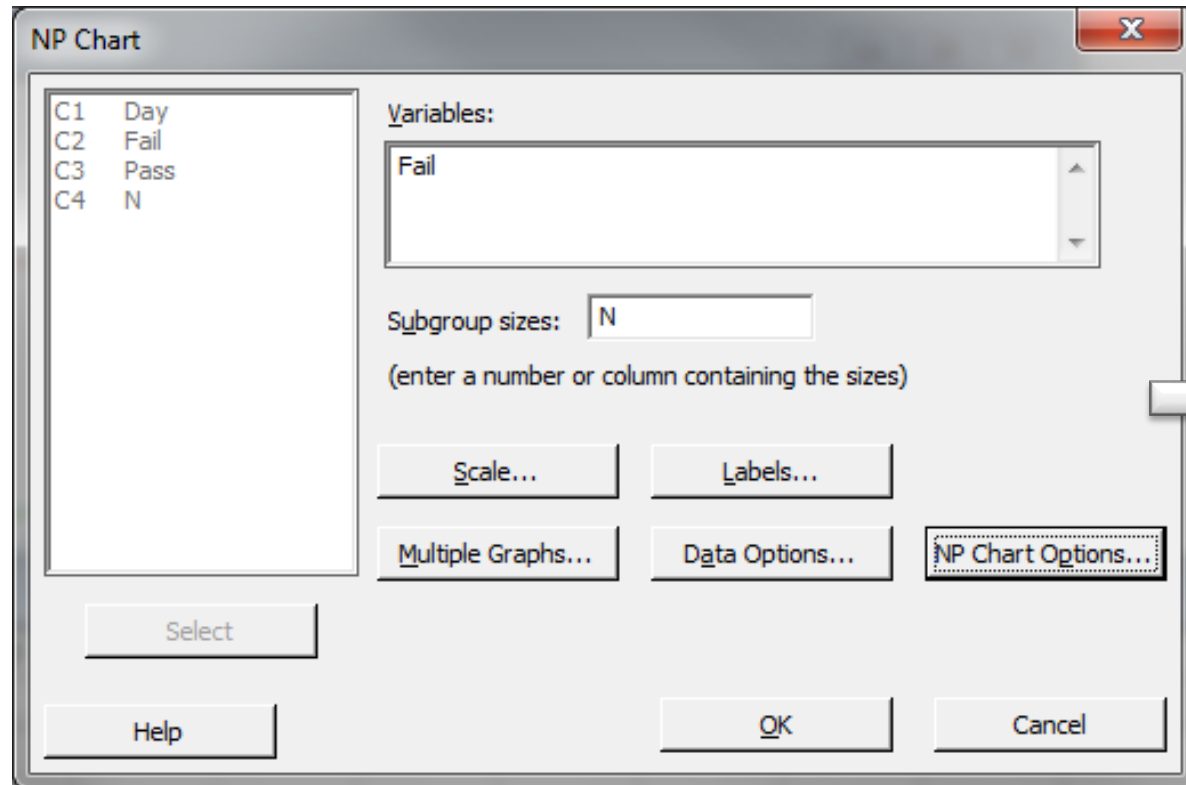 NP Chart
C1 Day
C2 Fail
C3 Pass
C4 N
Variables:
Fail
Subgroup sizes: N
(enter a number or column containing the sizes)
Scale... Labels...
Multiple Graphs... Data Options... NP Chart Options...
Select
Help OK Cancel